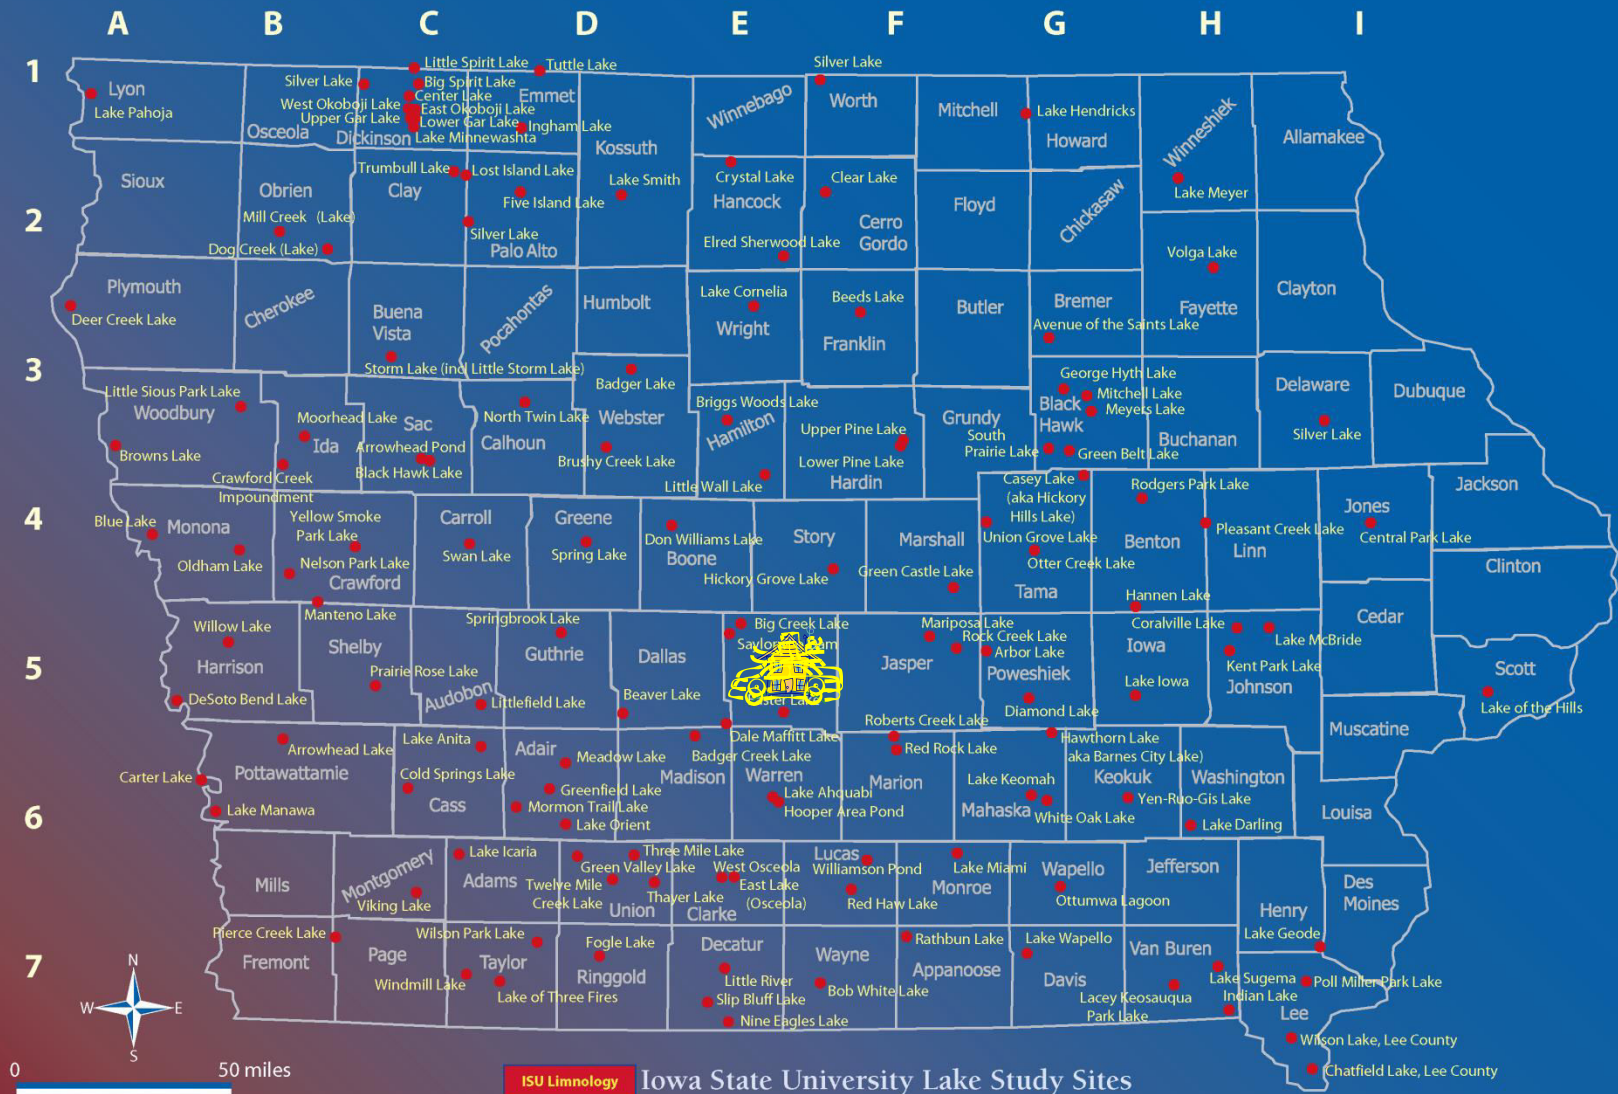 A B C D E F G H I
1
Little Spirit Lake
Tuttle Lake
Silver Lake
Silver Lake
Big Spirit Lake
Lyon
Center Lake
Emmet
Winnebago
Worth
Mitchell
Lake Hendricks
Lake Pahoja
West Okoboji Lake
East Okoboji Lake
Upper Gar Lake
Lower Gar Lake
Ingham Lake
Osceola
Dickinson
Lake Minnewashta
Kossuth
Howard
Winneshiek
Allamakee
Trumbull Lake
Lost Island Lake
Sioux
Obrien
Clay
Lake Smith
Crystal Lake
Clear Lake
Lake Meyer
Five Island Lake
Hancock
Floyd
Chickasaw
2
Mill Creek (Lake)
Silver Lake
Cerro
Gordo
Dog Creek (Lake)
Palo Alto
Elred Sherwood Lake
Volga Lake
Plymouth
Cherokee
Buena
Vista
Pocahontas
Humbolt
Lake Cornelia
Beeds Lake
Butler
Bremer
Fayette
Clayton
Deer Creek Lake
Wright
Franklin
Avenue of the Saints Lake
3
Storm Lake (incl Little Storm Lake)
Badger Lake
George Hyth Lake
Delaware
Dubuque
Little Sious Park Lake
Woodbury
Moorhead Lake
Sac
North Twin Lake
Webster
Briggs Woods Lake
Hamilton
Grundy
Black
Hawk
Mitchell Lake
Meyers Lake
Ida
Arrowhead Pond
Calhoun
Upper Pine Lake
South
Prairie Lake
Buchanan
Silver Lake
Browns Lake
Black Hawk Lake
Brushy Creek Lake
Lower Pine Lake
Green Belt Lake
Crawford Creek
Impoundment
Little Wall Lake
Hardin
Casey Lake
(aka Hickory
Hills Lake)
Rodgers Park Lake
Jackson
4
Blue Lake
Monona
Yellow Smoke
Park Lake
Carroll
Greene
Don Williams Lake
Story
Marshall
Union Grove Lake
Benton
Pleasant Creek Lake
Linn
Jones
Central Park Lake
Oldham Lake
Nelson Park Lake
Crawford
Swan Lake
Spring Lake
Boone
Hickory Grove Lake
Green Castle Lake
Otter Creek Lake
Tama
Clinton
Manteno Lake
Hannen Lake
Cedar
Willow Lake
Springbrook Lake
Big Creek Lake
Mariposa Lake
Rock Creek Lake
Coralville Lake
Lake McBride
5
Harrison
Shelby
Guthrie
Dallas
Jasper
Arbor Lake
Poweshiek
Iowa
Kent Park Lake
Johnson
Scott
Prairie Rose Lake
Audobon
Littlefield Lake
Beaver Lake
Lake Iowa
DeSoto Bend Lake
Diamond Lake
Lake of the Hills
Arrowhead Lake
Lake Anita
Adair
Meadow Lake
Dale Maffitt Lake
Badger Creek Lake
Roberts Creek Lake
Red Rock Lake
Hawthorn Lake
(aka Barnes City Lake)
Muscatine
Carter Lake
Pottawattamie
Cold Springs Lake
Cass
Greenfield Lake
Madison
Warren
Lake Ahquabi
Hooper Area Pond
Marion
Lake Keomah
Mahaska
Keokuk
Washington
6
Lake Manawa
Mormon Trail Lake
Lake Orient
White Oak Lake
Yen-Ruo-Gis Lake
Lake Darling
Louisa
Mills
Montgomery
Viking Lake
Lake Icaria
Adams
Three Mile Lake
Green Valley Lake
Twelve Mile
Creek Lake
Thayer Lake
Union
West Osceola
East Lake
(Osceola)
Clarke
Lucas
Williamson Pond
Red Haw Lake
Lake Miami
Monroe
Wapello
Ottumwa Lagoon
Jefferson
Henry
Des
Moines
7
Pierce Creek Lake
Fremont
Page
Wilson Park Lake
Taylor
Windmill Lake
Lake of Three Fires
Fogle Lake
Ringgold
Decatur
Little River
Slip Bluff Lake
Nine Eagles Lake
Wayne
Bob White Lake
Rathbun Lake
Appanoose
Lake Wapello
Davis
Van Buren
Lacey Keosauqua
Park Lake
Lake Geode
Lake Sugema
Indian Lake
Poll Miller Park Lake
Lee
Wilson Lake, Lee County
Chatfield Lake, Lee County
N
W E
S
0 50 miles
ISU Limnology Iowa State University Lake Study Sites